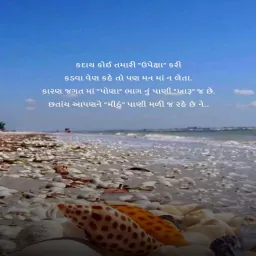 કદાચ કોઈ તમારી "ઉપેક્ષા" કરી
કડવા વેણ કહે તો પણ મન માં ન લેતા.
કારણ જગત માં "પોણા" ભાગ નું પાણી "ખારૂ" જ છે.
છતાંય આપણને "મીઠું" પાણી મળી જ રહે છે ને...